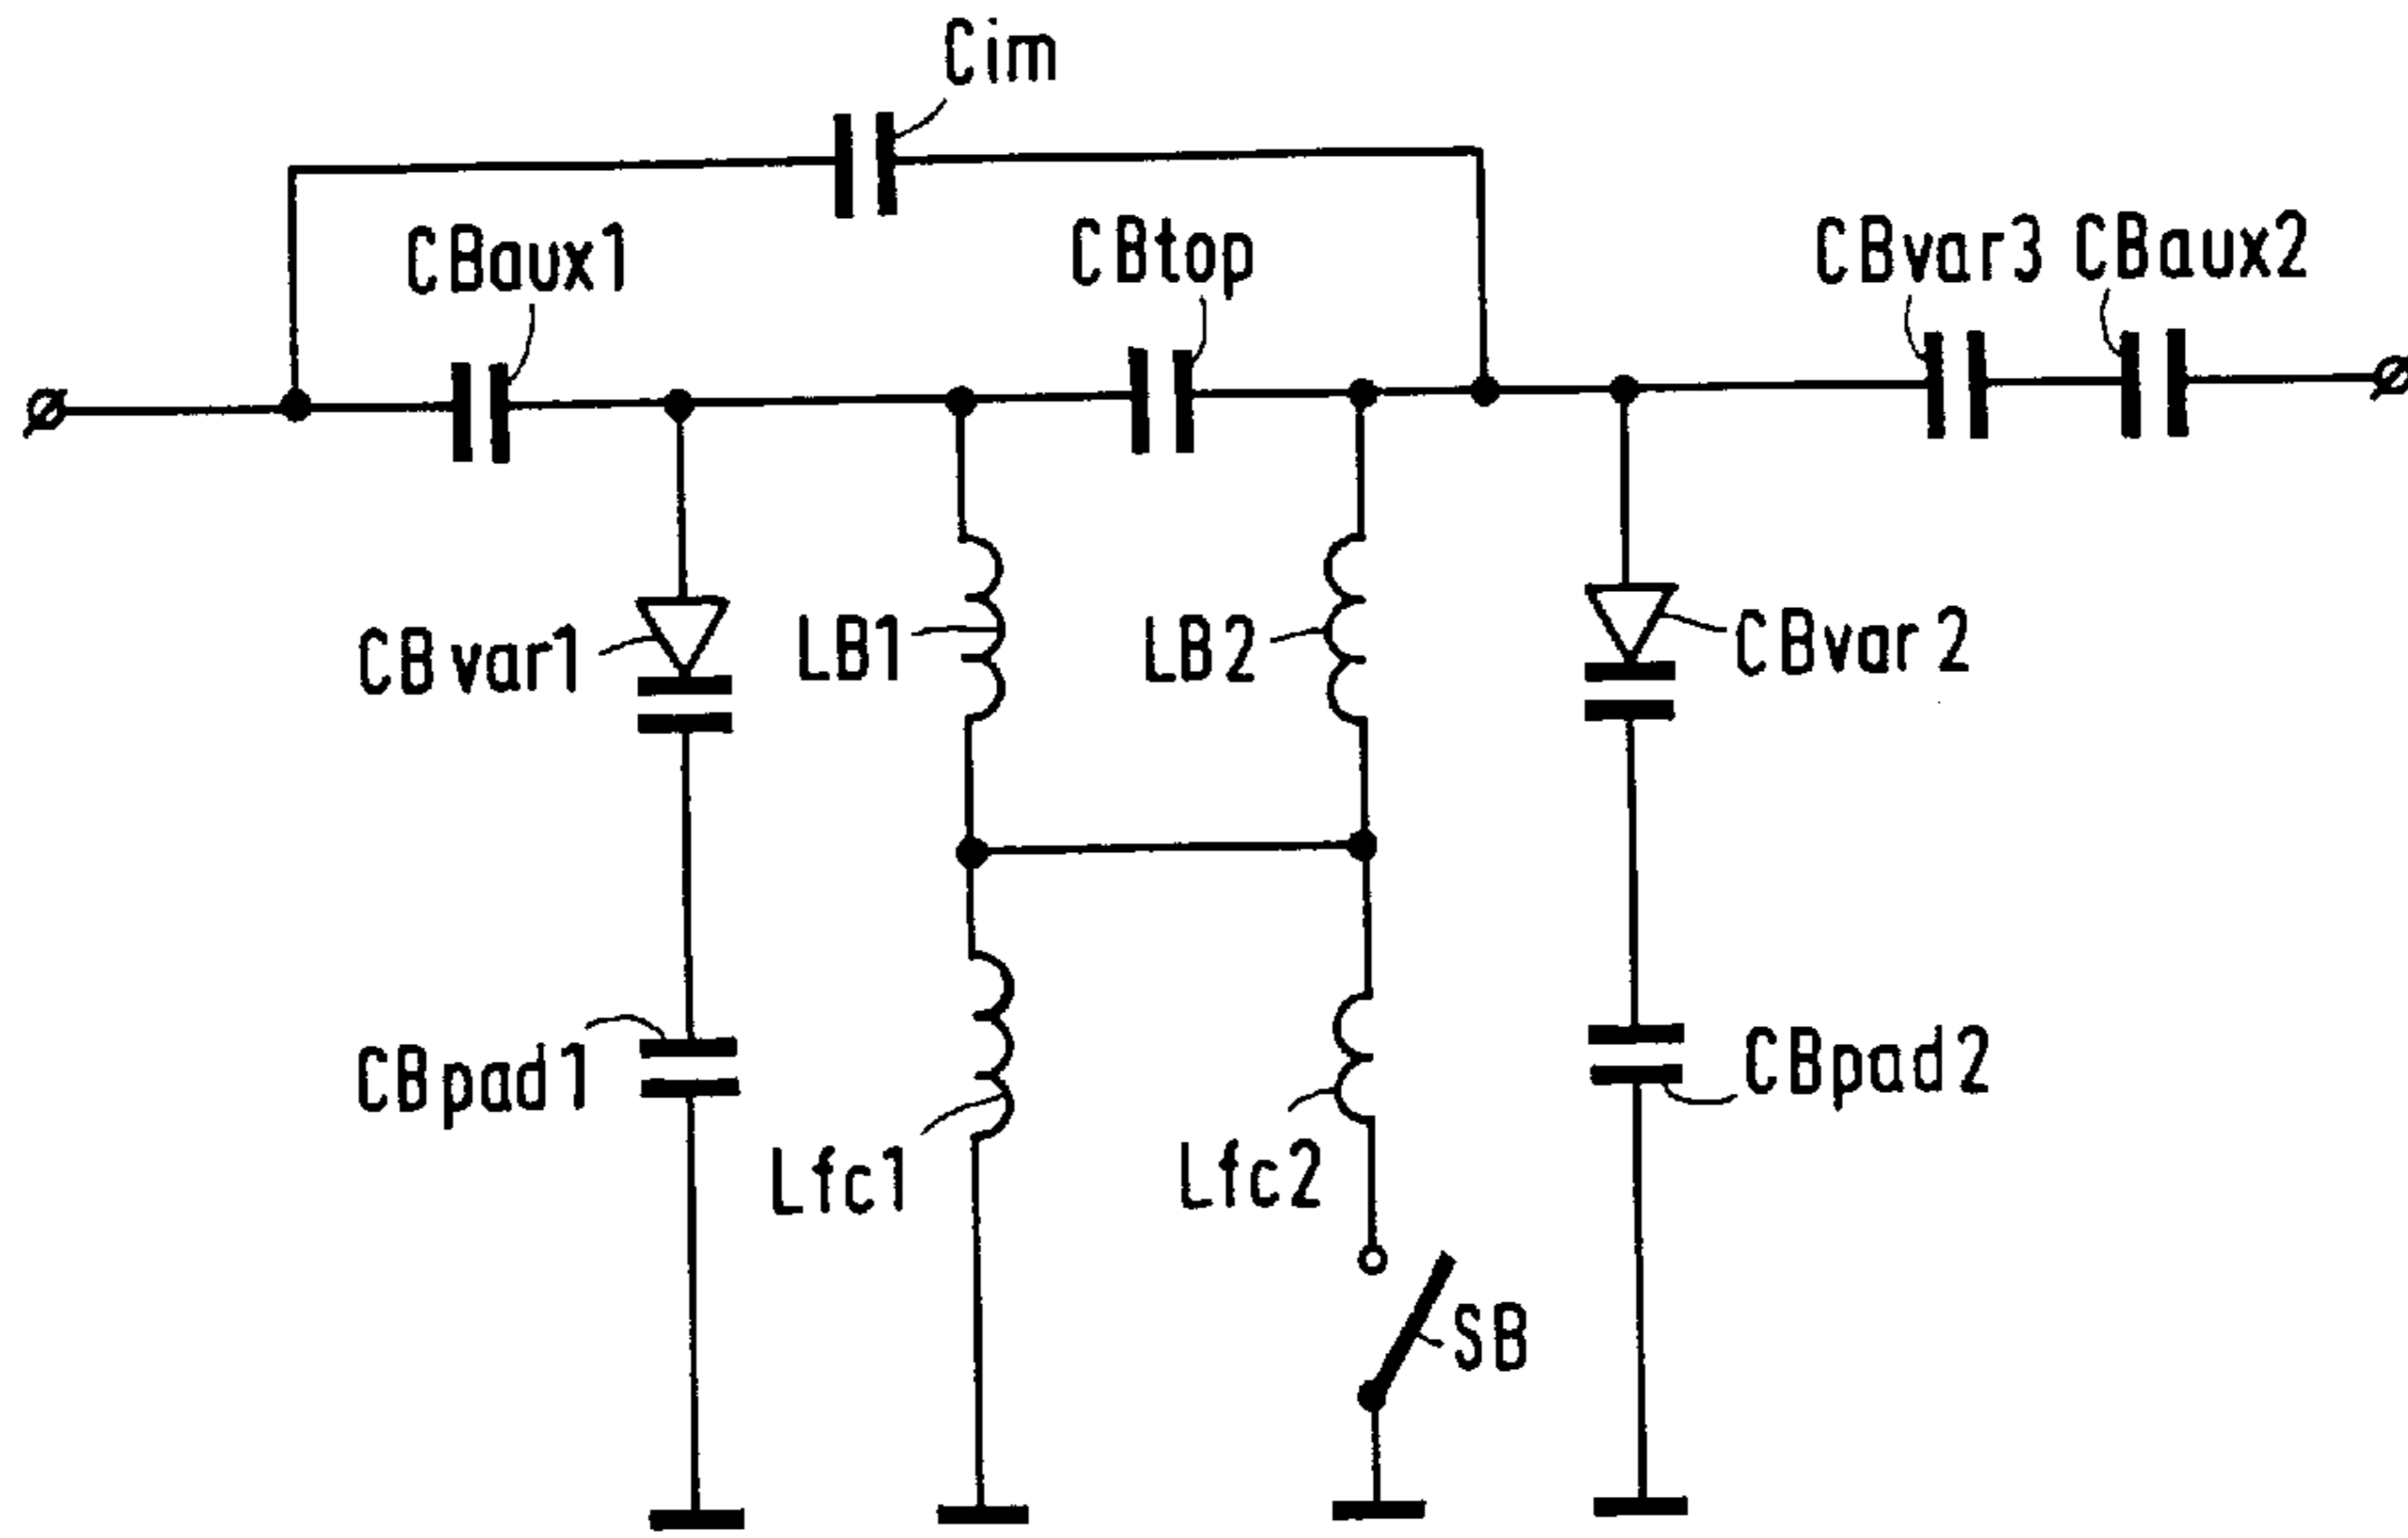 Cim
CBaux1
CBtop
CBvar3
CBaux2
CBvar1
LB1
LB2
CBvar2
CBpad1
CBpad2
Lfc1
Lfc2
SB